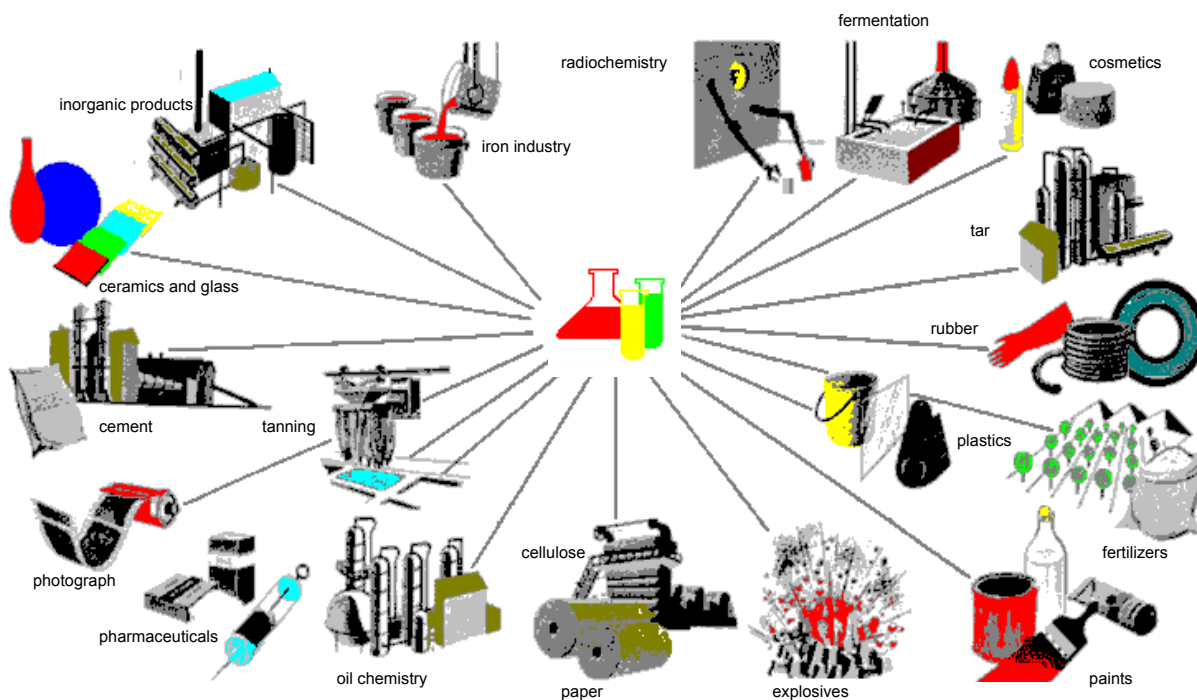 fermentation
radiochemistry
cosmetics
inorganic products
iron industry
tar
ceramics and glass
rubber
cement
tanning
plastics
photograph
cellulose
fertilizers
pharmaceuticals
oil chemistry
paper
explosives
paints